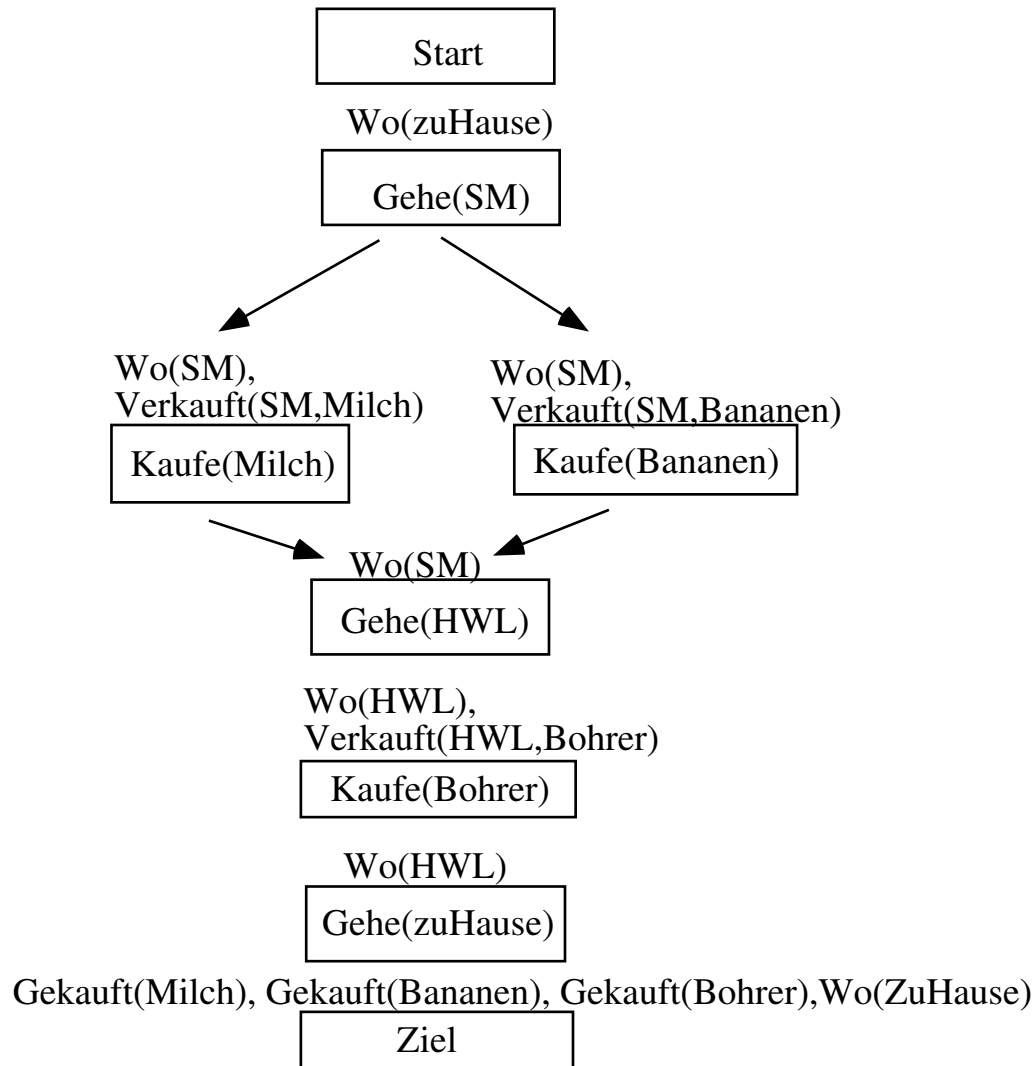 Start
Wo(zuHause)
Gehe(SM)
Wo(SM),
Verkauft(SM,Milch)
Kaufe(Milch)
Wo(SM),
Verkauft(SM,Bananen)
Kaufe(Bananen)
Wo(SM)
Gehe(HWL)
Wo(HWL),
Verkauft(HWL,Bohrer)
Kaufe(Bohrer)
Wo(HWL)
Gehe(zuHause)
Gekauft(Milch), Gekauft(Bananen), Gekauft(Bohrer),Wo(ZuHause)
Ziel